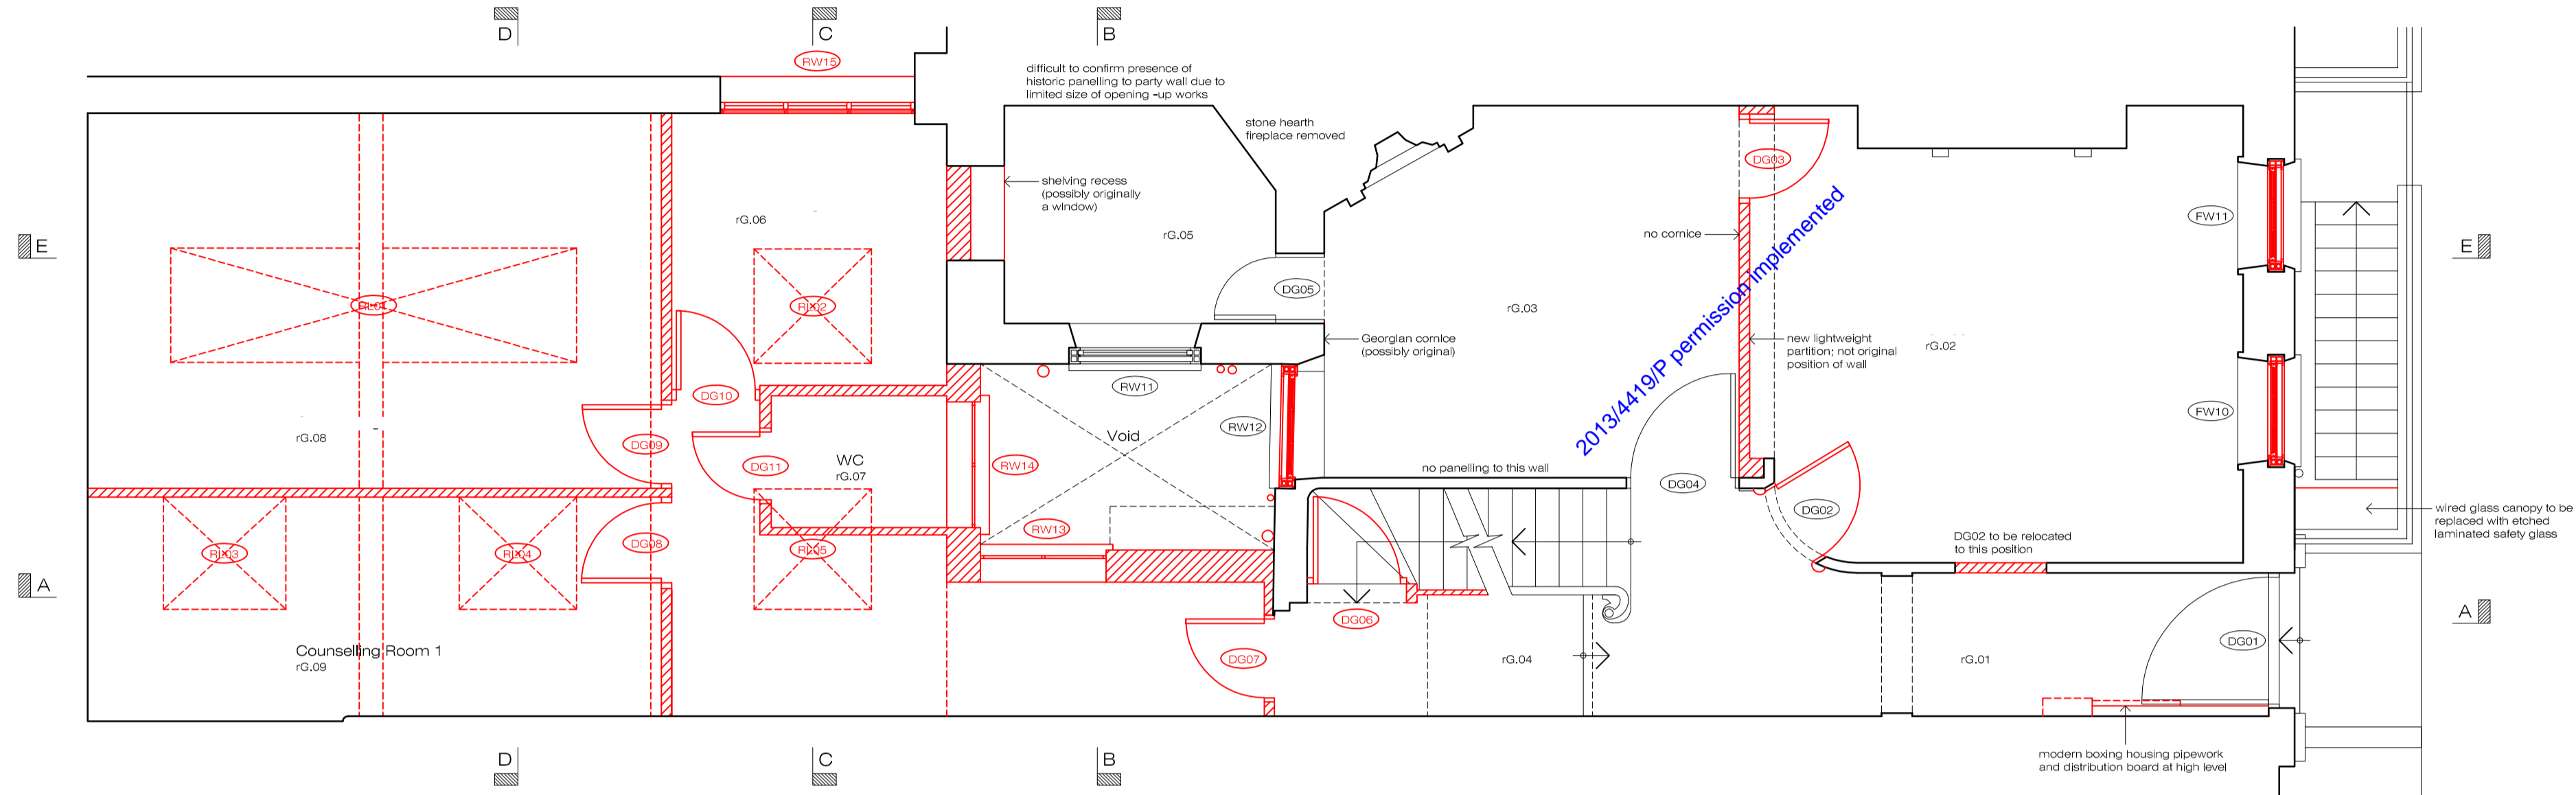 D
C
B
RW15
difficult to confirm presence of
historic panelling to party wall due to
limited size of opening -up works
stone hearth
fireplace removed
DG03
shelving recess
(possibly originally
a window)
rG.06
rG.05
no cornice
FW11
E
E
2013/4419/P permission implemented
DG05
RL02
rG.03
Georgian cornice
(possibly original)
new lightweight
partition; not original
position of wall
rG.02
RW11
DG10
FW10
RW12
rG.08
DG09
Void
WC
rG.07
DG11
RW14
no panelling to this wall
DG04
DG02
wired glass canopy to be
replaced with etched
laminated safety glass
RW13
DG02 to be relocated
to this position
RL03
RL04
DG08
RL05
A
A
DG06
Counselling Room 1
rG.09
DG07
rG.04
rG.01
DG01
D
C
B
modern boxing housing pipework
and distribution board at high level